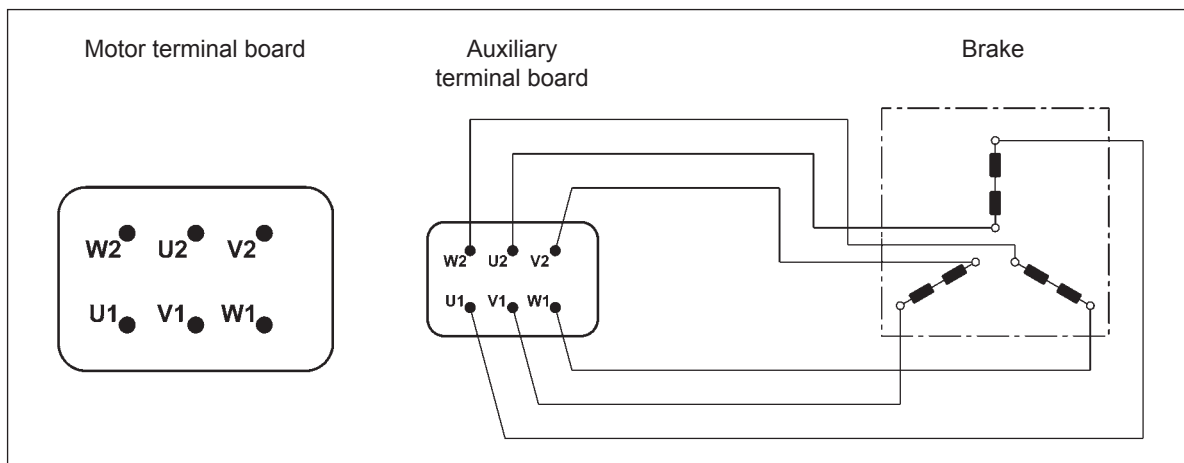 Motor terminal board
Auxiliary
terminal board
Brake
W2 U2 V2
U1 V1 W1
W2 U2 V2
U1 V1 W1